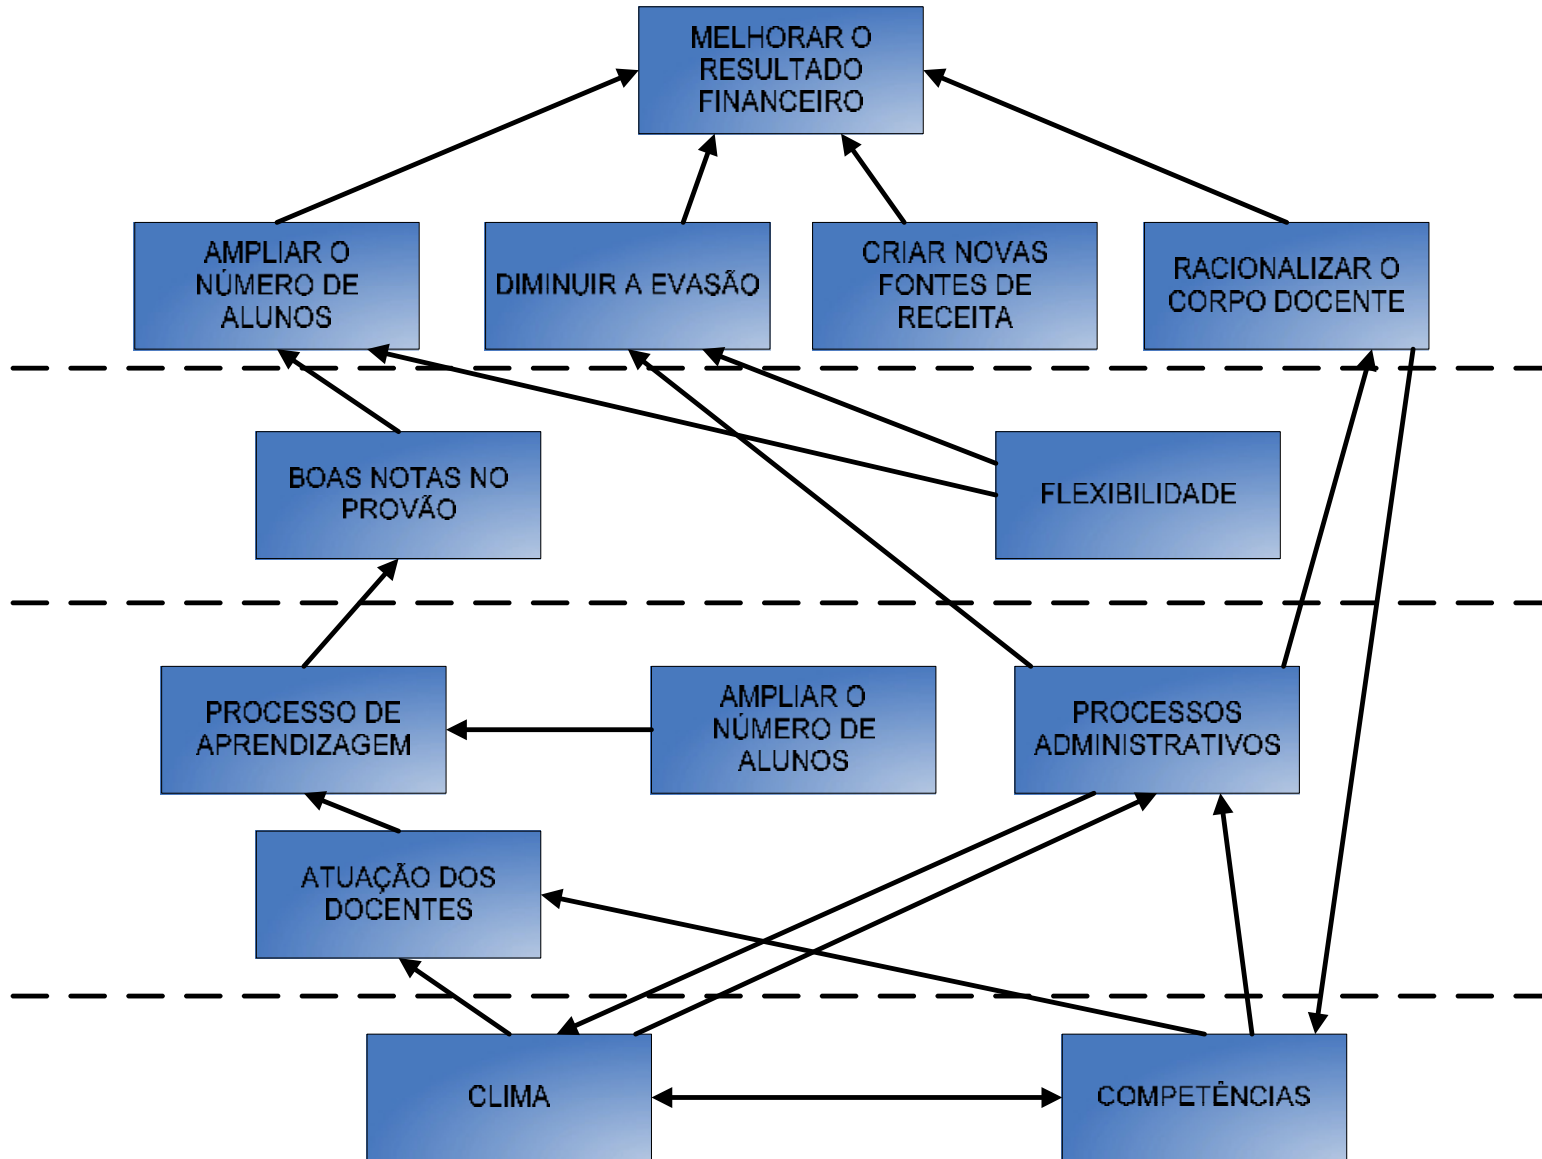 MELHORAR O
RESULTADO
FINANCEIRO
AMPLIAR O
NÚMERO DE
ALUNOS
DIMINUIR A EVASÃO
CRIAR NOVAS
FONTES DE
RECEITA
RACIONALIZAR O
CORPO DOCENTE
BOAS NOTAS NO
PROVÃO
FLEXIBILIDADE
PROCESSO DE
APRENDIZAGEM
AMPLIAR O
NÚMERO DE
ALUNOS
PROCESSOS
ADMINISTRATIVOS
ATUAÇÃO DOS
DOCENTES
CLIMA
COMPETÊNCIAS